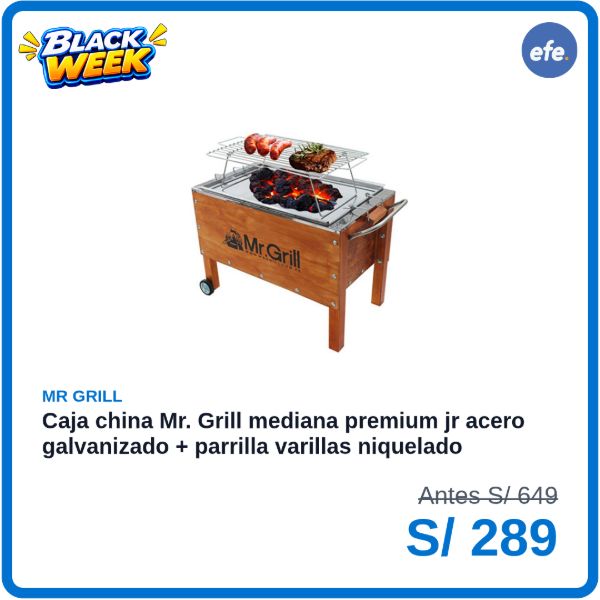 BLACK
WEEK
efe.
Mr Grill
MR GRILL
Caja china Mr. Grill mediana premium jr acero
galvanizado + parrilla varillas niquelado
Antes S/ 649
S/ 289